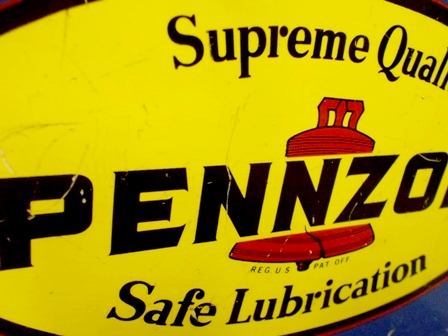 Supreme Quali
PENNZO
REG. U.S. PAT. OFF
Safe Lubrication